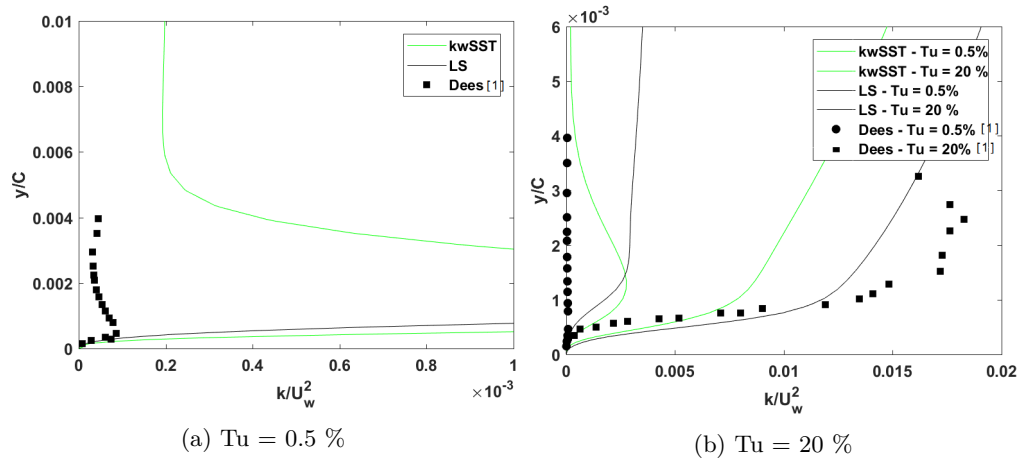 0.01
0.008
0.006
0.004
0.002
0
y/C
0
0.2
0.4
0.6
0.8
1
×10⁻³
k/U²w
kwSST
LS
Dees [1]
(a) Tu = 0.5 %
×10⁻³
6
5
4
3
2
1
0
y/C
0
0.005
0.01
0.015
0.02
k/U²w
kwSST - Tu = 0.5%
kwSST - Tu = 20 %
LS - Tu = 0.5%
LS - Tu = 20 %
Dees - Tu = 0.5% [1]
Dees - Tu = 20% [1]
(b) Tu = 20 %